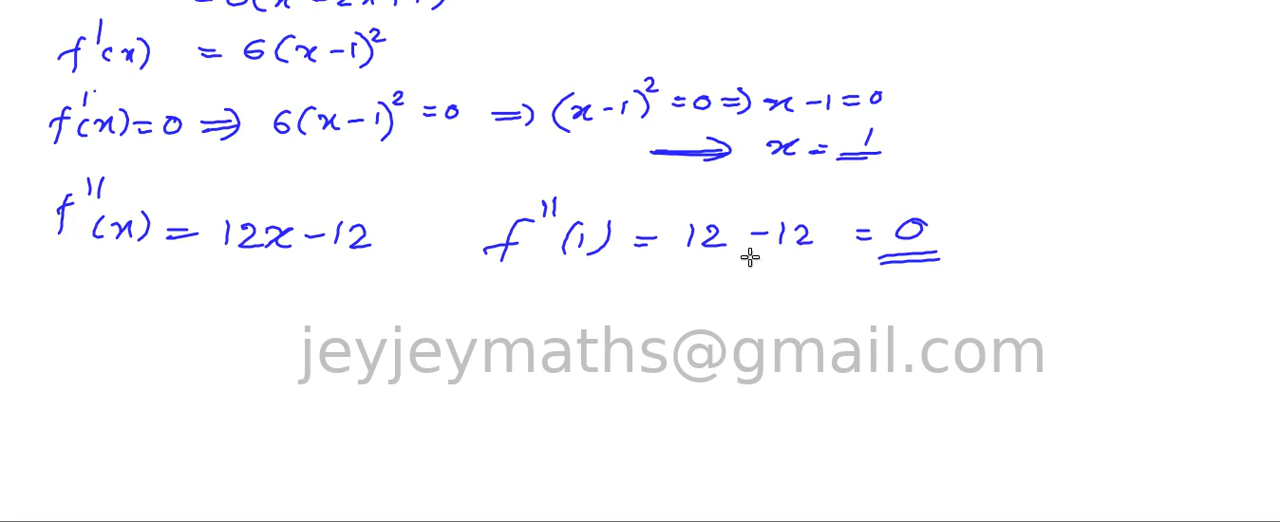 f'(x) = 6(x-1)²
f'(x)=0 ⇒ 6(x-1)² =0 ⇒ (x-1)² =0 ⇒ x-1=0
⟹ x = 1
f''(x) = 12x-12 f''(1) = 12 -12 = 0
jeyjeymaths@gmail.com